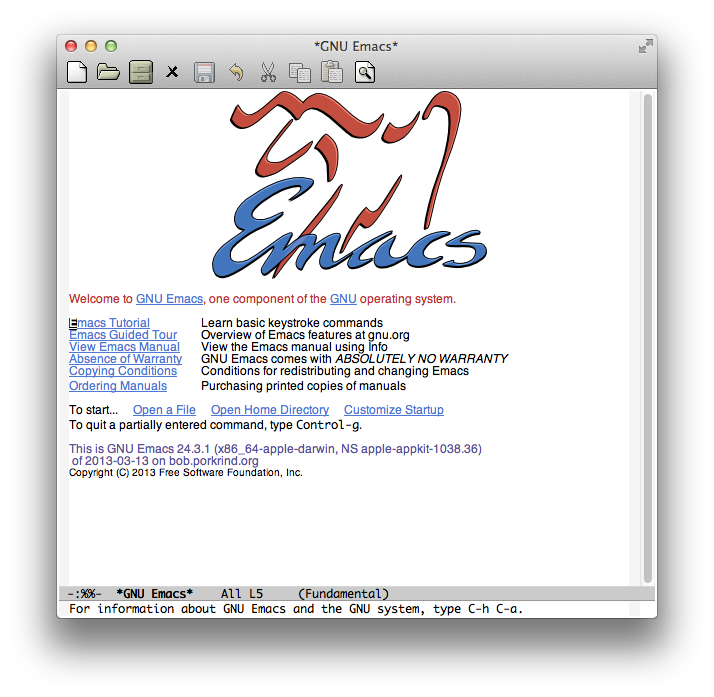 *GNU Emacs*
Emacs
Welcome to GNU Emacs, one component of the GNU operating system.
Emacs Tutorial Learn basic keystroke commands
Emacs Guided Tour Overview of Emacs features at gnu.org
View Emacs Manual View the Emacs manual using Info
Absence of Warranty GNU Emacs comes with ABSOLUTELY NO WARRANTY
Copying Conditions Conditions for redistributing and changing Emacs
Ordering Manuals Purchasing printed copies of manuals
To start... Open a File Open Home Directory Customize Startup
To quit a partially entered command, type Control-g.
This is GNU Emacs 24.3.1 (x86_64-apple-darwin, NS apple-appkit-1038.36)
of 2013-03-13 on bob.porkrind.org
Copyright (C) 2013 Free Software Foundation, Inc.
-:%%- *GNU Emacs* All L5 (Fundamental)
For information about GNU Emacs and the GNU system, type C-h C-a.